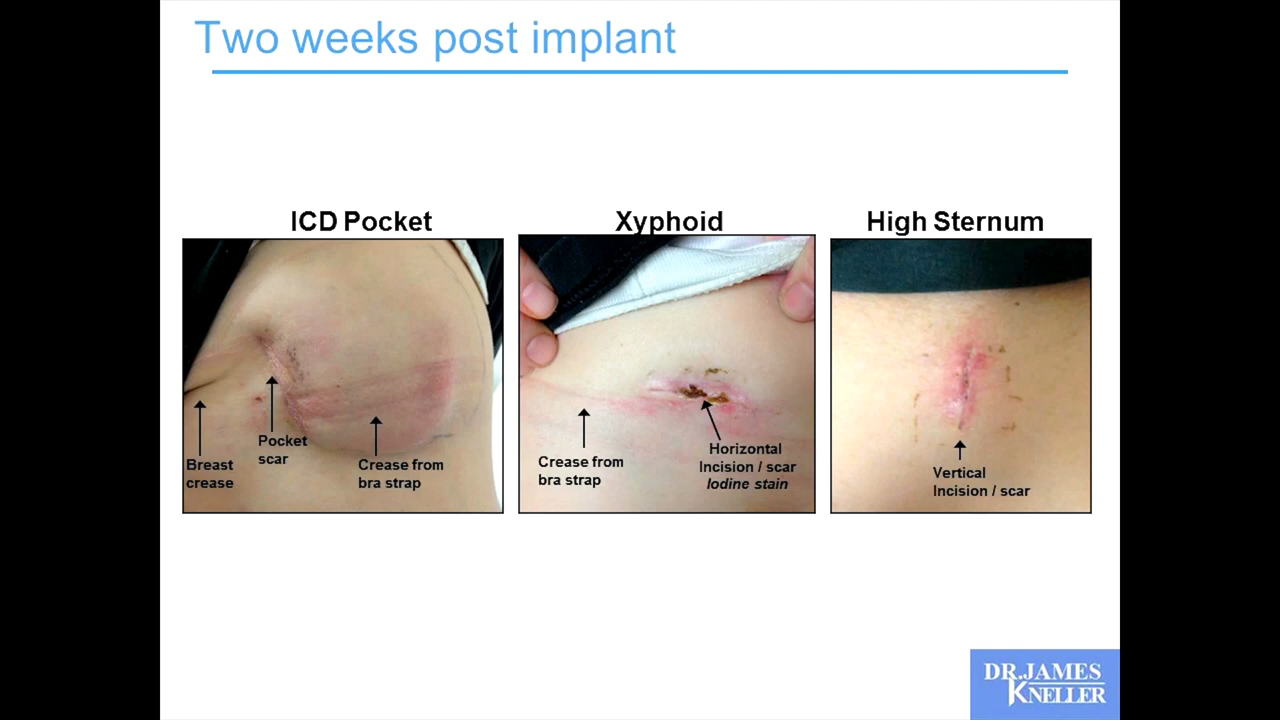 Two weeks post implant
ICD Pocket
Xyphoid
High Sternum
Breast
crease
Pocket
scar
Crease from
bra strap
Crease from
bra strap
Horizontal
Incision / scar
Iodine stain
Vertical
Incision / scar
DR. JAMES
KNELLER